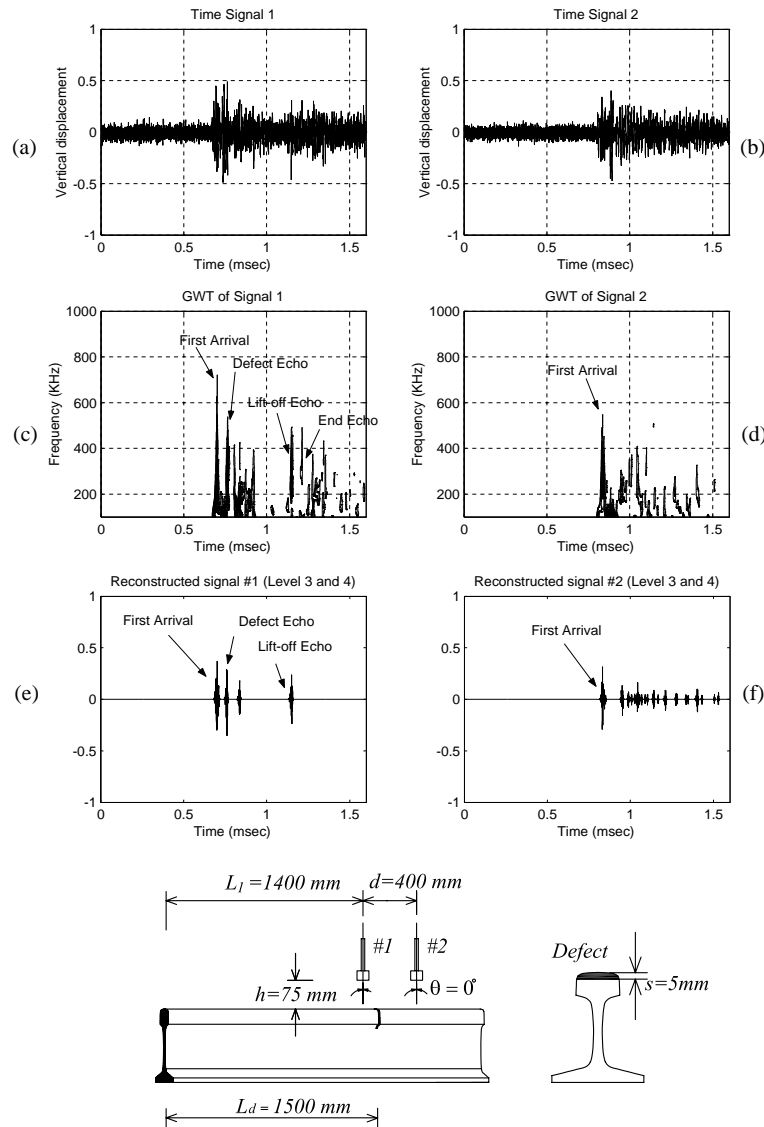 Time Signal 1
Vertical displacement
1
0.5
0
-0.5
-1
0 0.5 1 1.5
Time (msec)
(a)
Time Signal 2
Vertical displacement
1
0.5
0
-0.5
-1
0 0.5 1 1.5
Time (msec)
(b)
GWT of Signal 1
Frequency (KHz)
1000
800
600
400
200
0 0.5 1 1.5
Time (msec)
First Arrival
Defect Echo
Lift-off Echo
End Echo
(c)
GWT of Signal 2
Frequency (KHz)
1000
800
600
400
200
0 0.5 1 1.5
Time (msec)
First Arrival
(d)
Reconstructed signal #1 (Level 3 and 4)
1
0.5
0
-0.5
-1
0 0.5 1 1.5
Time (msec)
First Arrival
Defect Echo
Lift-off Echo
(e)
Reconstructed signal #2 (Level 3 and 4)
1
0.5
0
-0.5
-1
0 0.5 1 1.5
Time (msec)
First Arrival
(f)
L1 =1400 mm
d=400 mm
#1
#2
h=75 mm
θ = 0°
Ld = 1500 mm
Defect
s=5mm